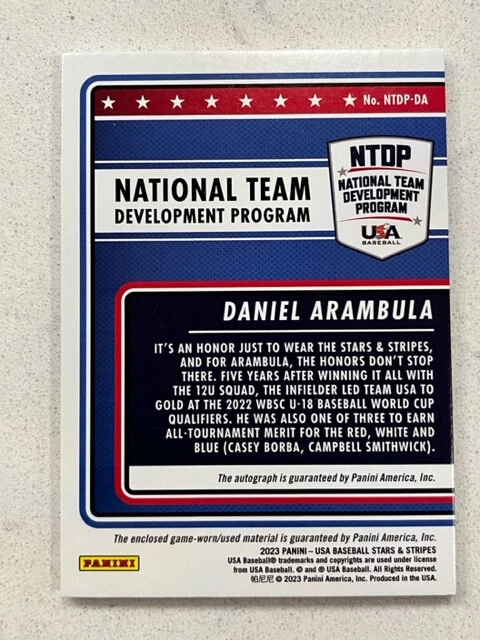 No. NTDP-DA
NTDP
NATIONAL TEAM
DEVELOPMENT
PROGRAM
USA
BASEBALL
NATIONAL TEAM
DEVELOPMENT PROGRAM
DANIEL ARAMBULA
IT'S AN HONOR JUST TO WEAR THE STARS & STRIPES,
AND FOR ARAMBULA, THE HONORS DON'T STOP
THERE. FIVE YEARS AFTER WINNING IT ALL WITH
THE 12U SQUAD, THE INFIELDER LED TEAM USA TO
GOLD AT THE 2022 WBSC U-18 BASEBALL WORLD CUP
QUALIFIERS. HE WAS ALSO ONE OF THREE TO EARN
ALL-TOURNAMENT MERIT FOR THE RED, WHITE AND
BLUE (CASEY BORBA, CAMPBELL SMITHWICK).
The autograph is guaranteed by Panini America, Inc.
The enclosed game-worn/used material is guaranteed by Panini America, Inc.
PANINI
2023 PANINI – USA BASEBALL STARS & STRIPES
USA Baseball® trademarks and copyrights are used under license
from USA Baseball. © and ® USA Baseball. All Rights Reserved.
帕尼尼 © 2023 Panini America, Inc. Produced in the USA.